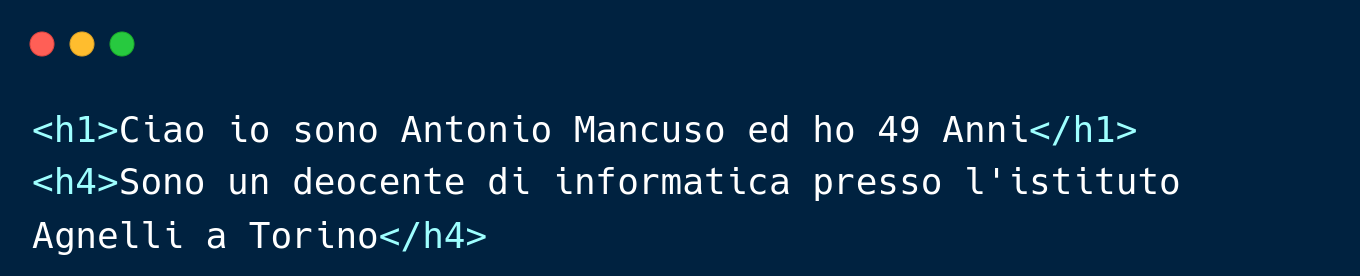 <h1>Ciao io sono Antonio Mancuso ed ho 49 Anni</h1>
<h4>Sono un deocente di informatica presso l'istituto
Agnelli a Torino</h4>